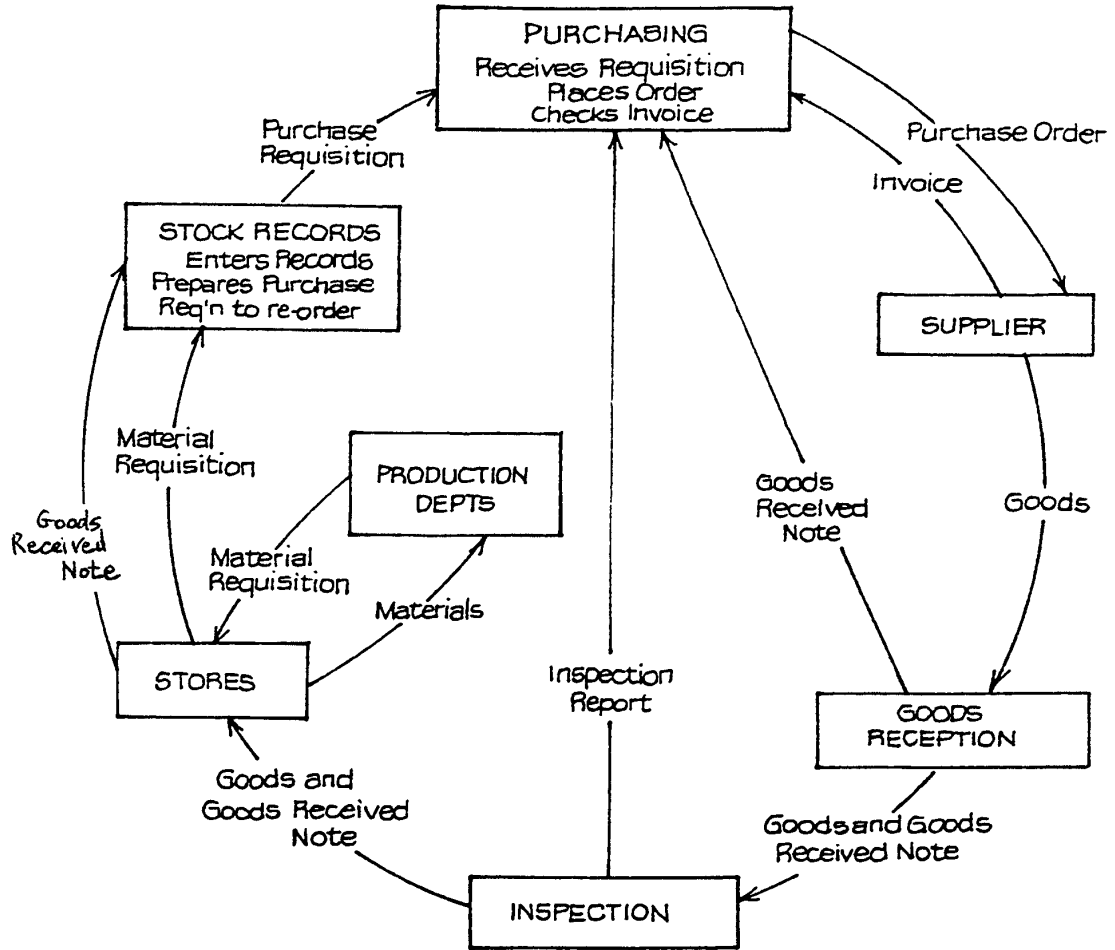 PURCHASING
Receives Requisition
Places Order
Checks Invoice
Purchase
Requisition
Purchase Order
Invoice
STOCK RECORDS
Enters Records
Prepares Purchase
Req'n to re-order
SUPPLIER
Material
Requisition
PRODUCTION
DEPTS
Goods
Received
Note
Goods
Goods
Received
Note
Material
Requisition
Materials
STORES
Inspection
Report
GOODS
RECEPTION
Goods and
Goods Received
Note
Goods and Goods
Received Note
INSPECTION